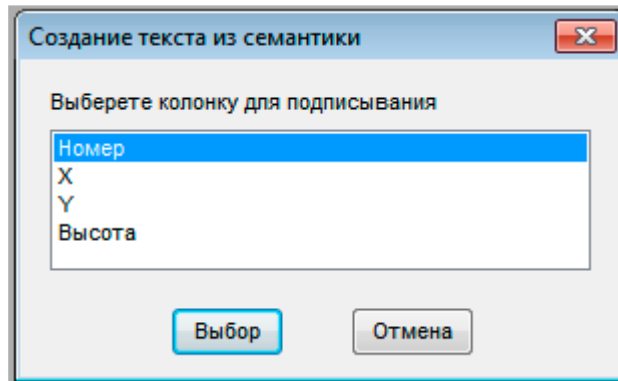 Создание текста из семантики
Выберете колонку для подписывания
Номер
X
Y
Высота
Выбор Отмена